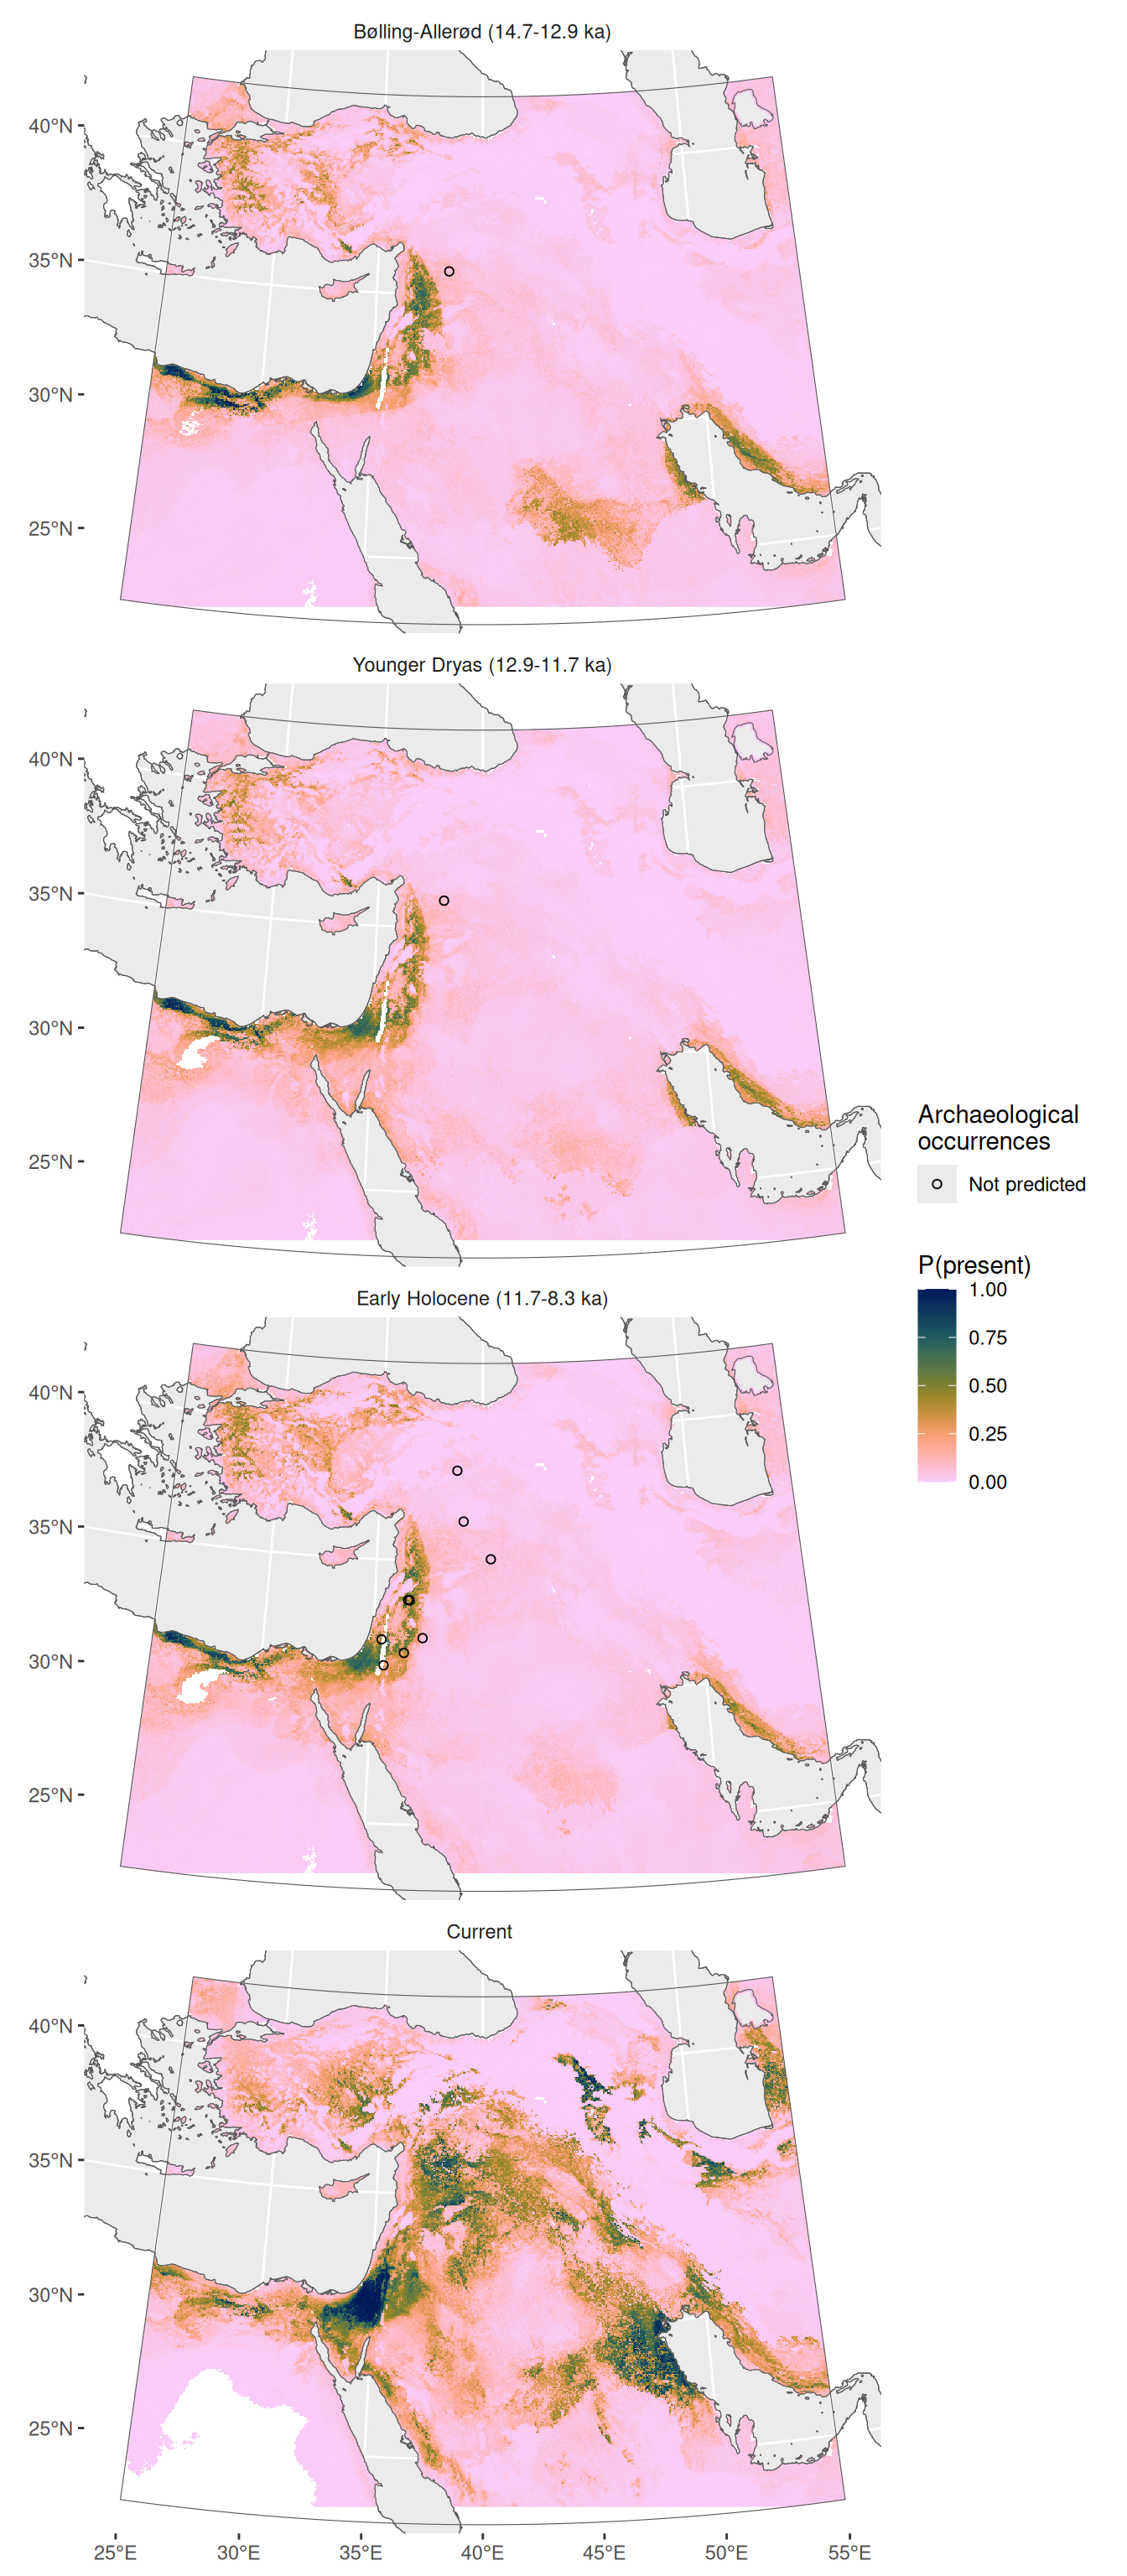 Bølling-Allerød (14.7-12.9 ka)
40°N
35°N
30°N
25°N
Younger Dryas (12.9-11.7 ka)
40°N
35°N
30°N
25°N
Archaeological
occurrences
Not predicted
P(present)
1.00
0.75
0.50
0.25
0.00
Early Holocene (11.7-8.3 ka)
40°N
35°N
30°N
25°N
Current
40°N
35°N
30°N
25°N
25°E 30°E 35°E 40°E 45°E 50°E 55°E